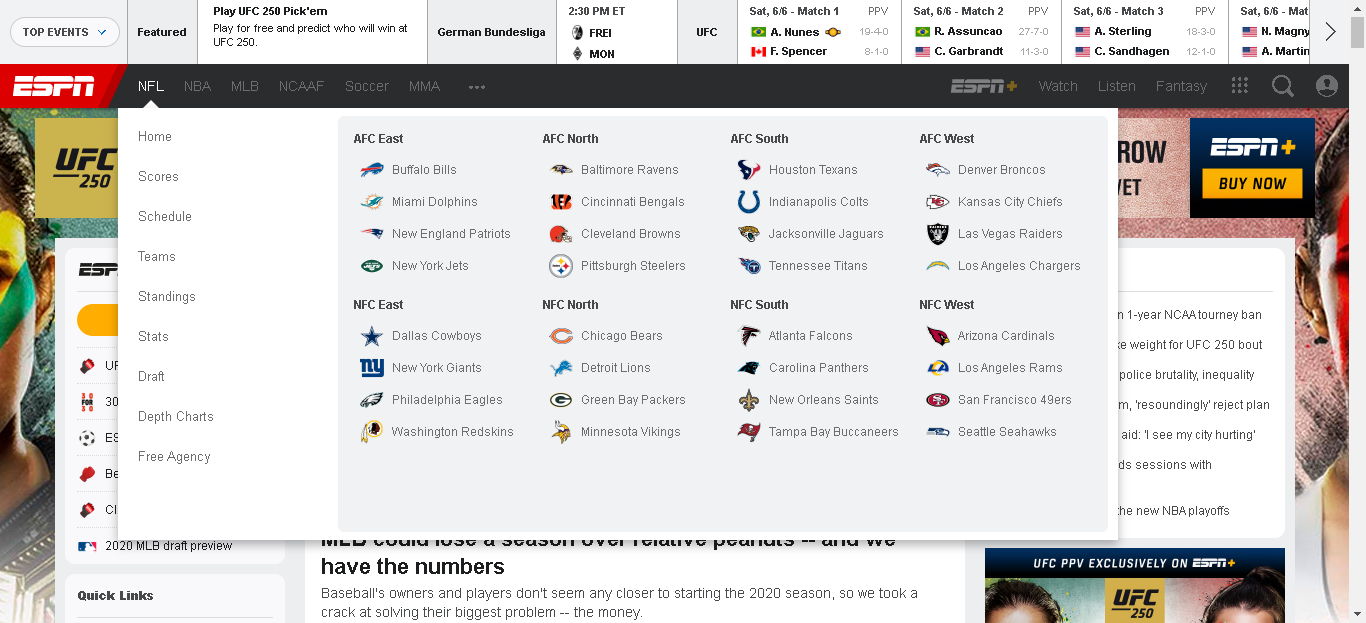 TOP EVENTS
Featured
Play UFC 250 Pick'em
Play for free and predict who will win at
UFC 250.
German Bundesliga
2:30 PM ET
FREI
MON
UFC
Sat, 6/6 - Match 1 PPV
A. Nunes 19-4-0
F. Spencer 8-1-0
Sat, 6/6 - Match 2 PPV
R. Assuncao 27-7-0
C. Garbrandt 11-3-0
Sat, 6/6 - Match 3 PPV
A. Sterling 18-3-0
C. Sandhagen 12-1-0
Sat, 6/6 - Mat
N. Magny
A. Martin
ESPN NFL NBA MLB NCAAF Soccer MMA ••• ESPN+ Watch Listen Fantasy
UFC
250
Home
Scores
Schedule
Teams
Standings
Stats
Draft
Depth Charts
Free Agency
AFC East
Buffalo Bills
Miami Dolphins
New England Patriots
New York Jets
AFC North
Baltimore Ravens
Cincinnati Bengals
Cleveland Browns
Pittsburgh Steelers
AFC South
Houston Texans
Indianapolis Colts
Jacksonville Jaguars
Tennessee Titans
AFC West
Denver Broncos
Kansas City Chiefs
Las Vegas Raiders
Los Angeles Chargers
NFC East
Dallas Cowboys
New York Giants
Philadelphia Eagles
Washington Redskins
NFC North
Chicago Bears
Detroit Lions
Green Bay Packers
Minnesota Vikings
NFC South
Atlanta Falcons
Carolina Panthers
New Orleans Saints
Tampa Bay Buccaneers
NFC West
Arizona Cardinals
Los Angeles Rams
San Francisco 49ers
Seattle Seahawks
ROW
VET
ESPN+
BUY NOW
ESP
UF
30
ES
Be
Cl
2020 MLB draft preview
Quick Links
MLB could lose a season over relative peanuts -- and we
have the numbers
Baseball's owners and players don't seem any closer to starting the 2020 season, so we took a
crack at solving their biggest problem -- the money.
n 1-year NCAA tourney ban
ke weight for UFC 250 bout
police brutality, inequality
m, 'resoundingly' reject plan
aid: 'I see my city hurting'
ds sessions with
the new NBA playoffs
UFC PPV EXCLUSIVELY ON ESPN+
UFC
250